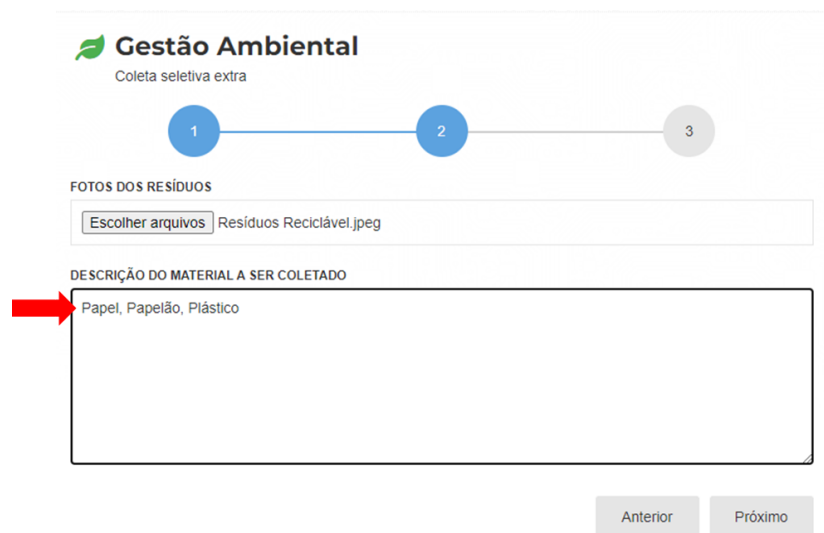 Gestão Ambiental
Coleta seletiva extra
1 2 3
FOTOS DOS RESÍDUOS
Escolher arquivos Resíduos Reciclável.jpeg
DESCRIÇÃO DO MATERIAL A SER COLETADO
Papel, Papelão, Plástico
Anterior Próximo